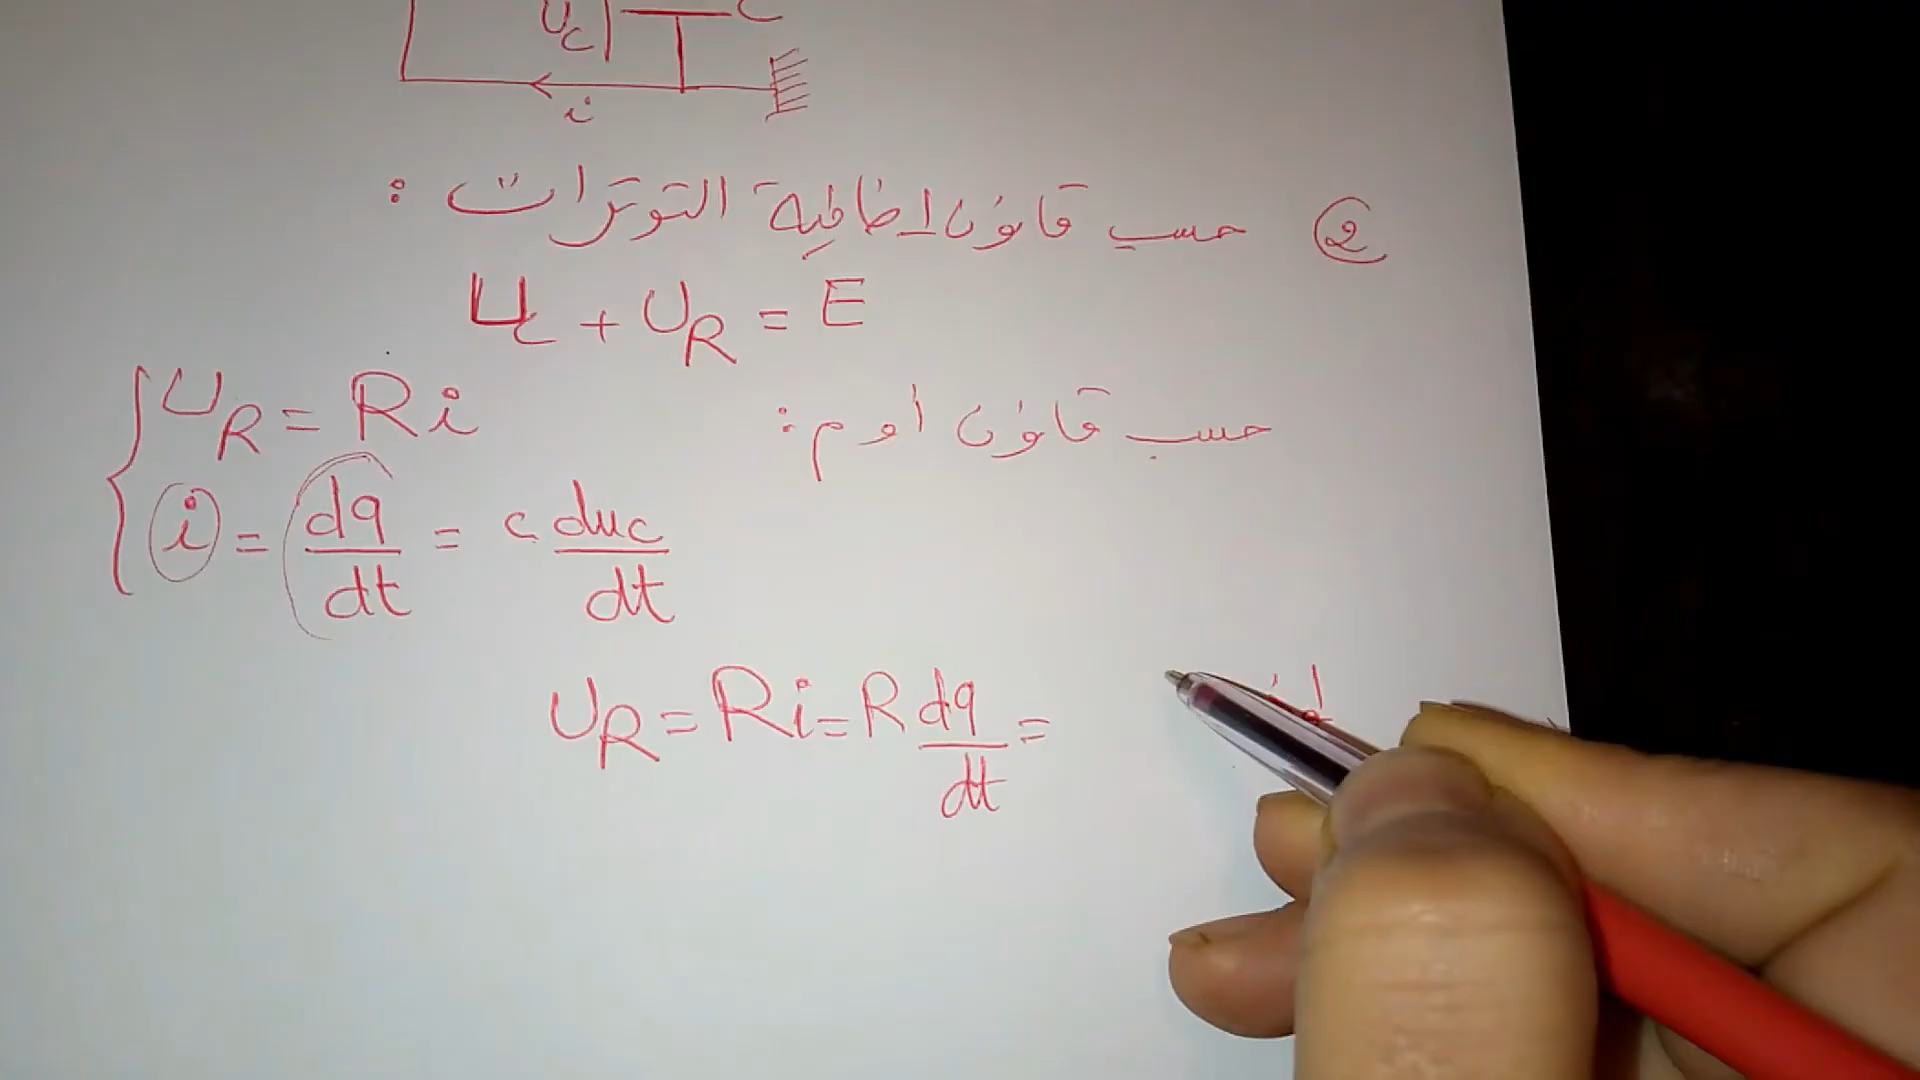 Uc C
i
② حسب قانون إضافية التوترات :
Uc + UR = E
حسب قانون أوم :
UR = Ri
i = dq/dt = c duc/dt
UR = Ri = R dq/dt =